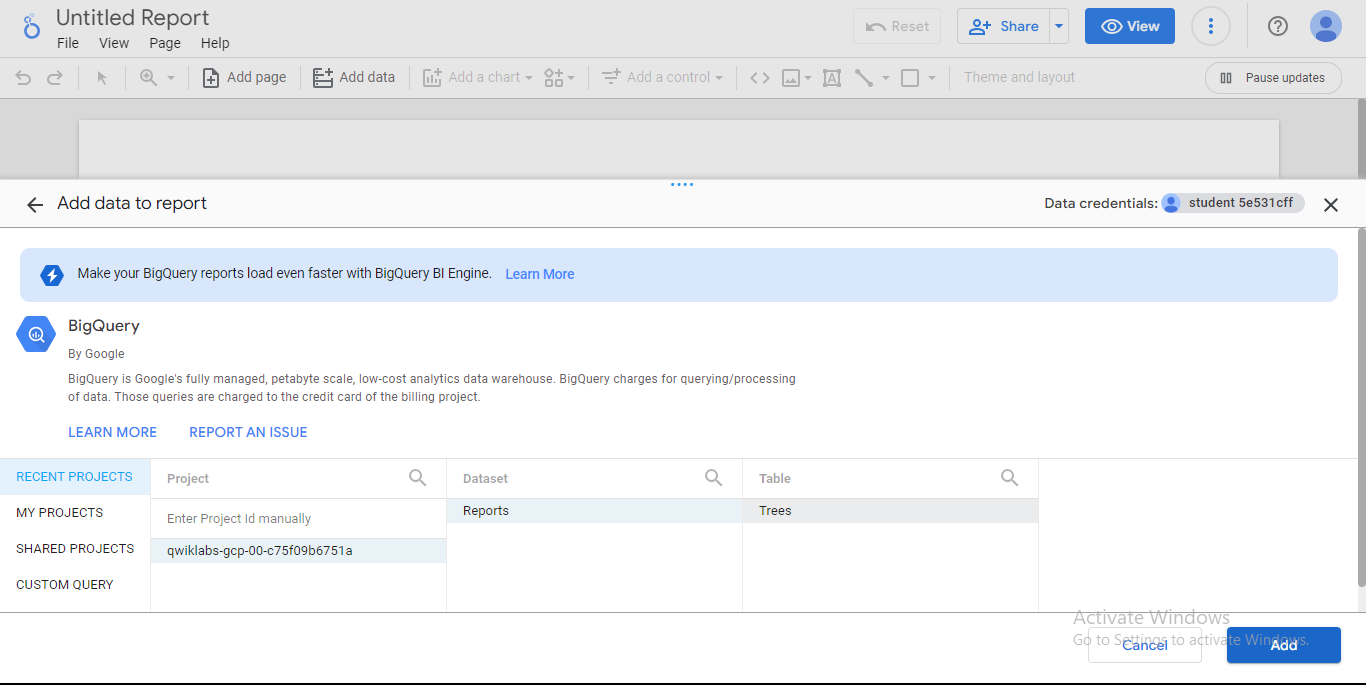 Untitled Report
File View Page Help
Reset Share View
Add page Add data Add a chart Add a control Theme and layout Pause updates
Add data to report
Data credentials: student 5e531cff
Make your BigQuery reports load even faster with BigQuery BI Engine. Learn More
BigQuery
By Google
BigQuery is Google's fully managed, petabyte scale, low-cost analytics data warehouse. BigQuery charges for querying/processing
of data. Those queries are charged to the credit card of the billing project.
LEARN MORE REPORT AN ISSUE
RECENT PROJECTS
MY PROJECTS
SHARED PROJECTS
CUSTOM QUERY
Project
Enter Project Id manually
qwiklabs-gcp-00-c75f09b6751a
Dataset
Reports
Table
Trees
Activate Windows
Go to Settings to activate Windows.
Cancel Add